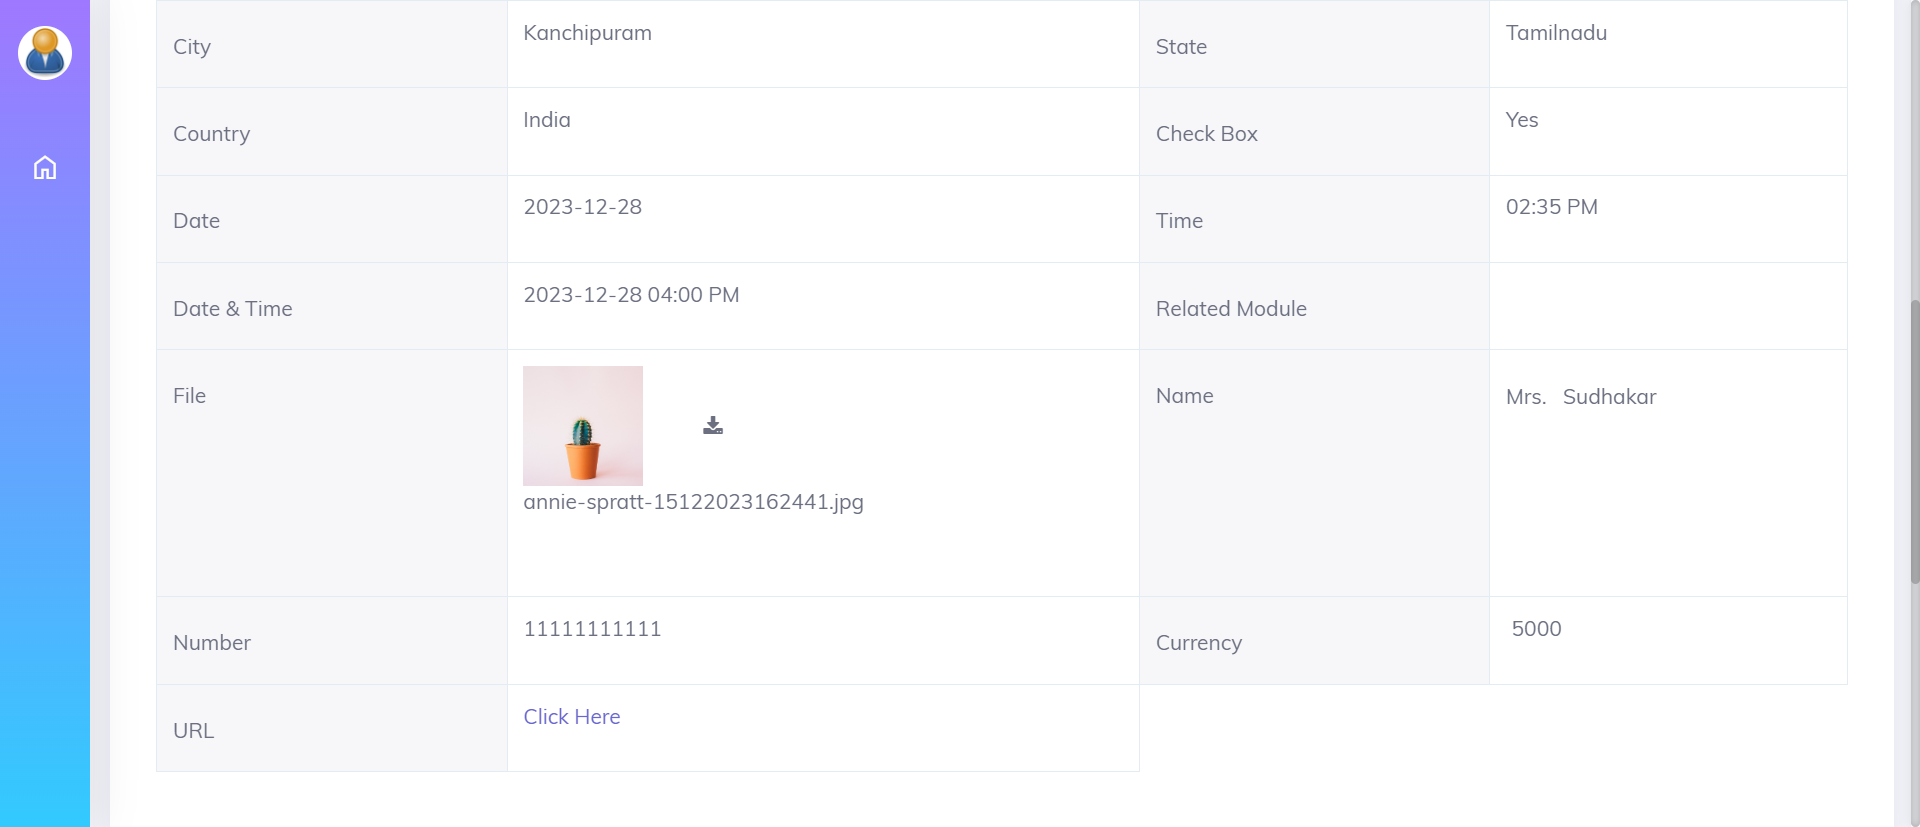 City
Kanchipuram
State
Tamilnadu
Country
India
Check Box
Yes
Date
2023-12-28
Time
02:35 PM
Date & Time
2023-12-28 04:00 PM
Related Module
File
annie-spratt-15122023162441.jpg
Name
Mrs. Sudhakar
Number
11111111111
Currency
5000
URL
Click Here